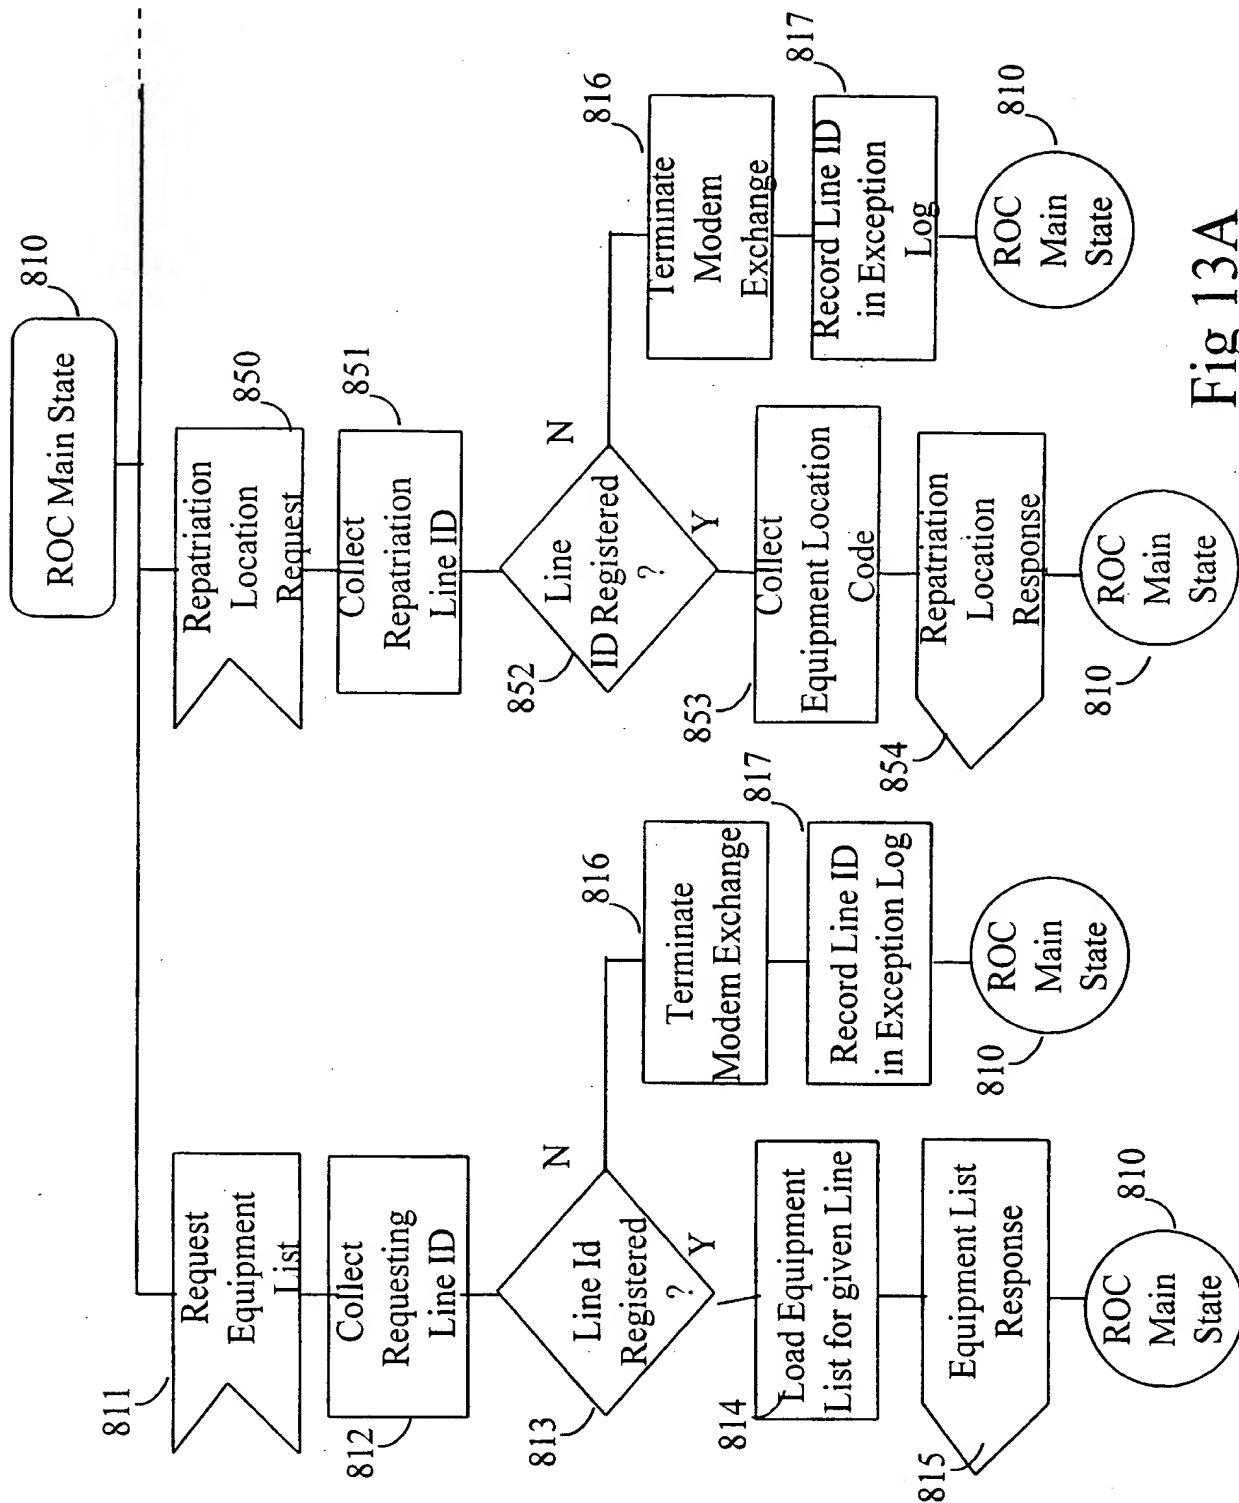 810
ROC Main State
811
Request
Equipment
List
812
Collect
Requesting
Line ID
813
Line Id
Registered
?
N
Y
814
Load Equipment
List for given Line
815
Equipment List
Response
810
ROC
Main
State
816
Terminate
Modem Exchange
817
Record Line ID
in Exception Log
810
ROC
Main
State
850
Repatriation
Location
Request
851
Collect
Repatriation
Line ID
852
Line
ID Registered
?
N
Y
853
Collect
Equipment Location
Code
854
Repatriation
Location
Response
810
ROC
Main
State
816
Terminate
Modem
Exchange
817
Record Line ID
in Exception
Log
810
ROC
Main
State
Fig 13A